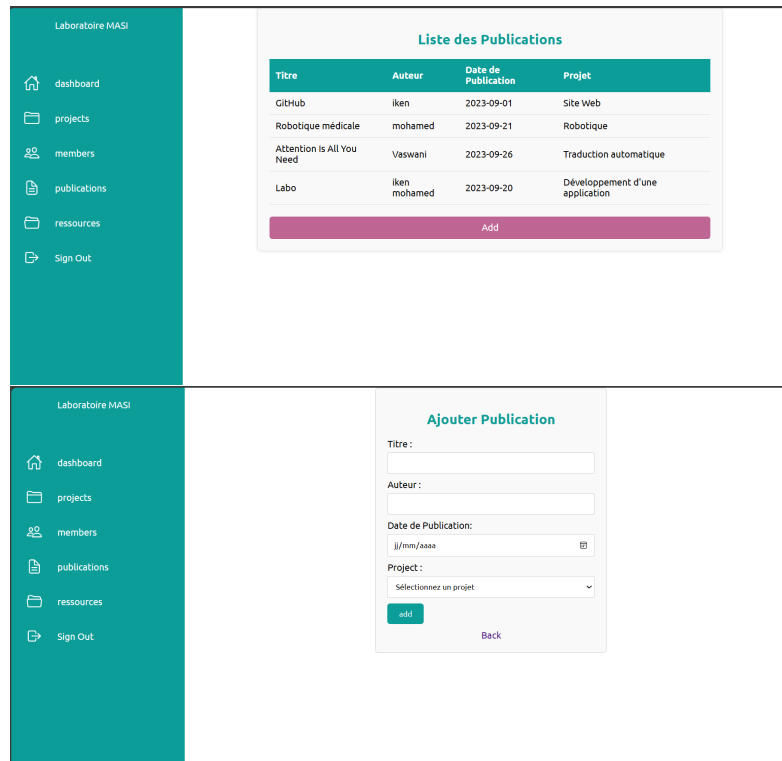 Laboratoire MASI
dashboard
projects
members
publications
ressources
Sign Out
Liste des Publications
Titre Auteur Date de Publication Projet
GitHub iken 2023-09-01 Site Web
Robotique médicale mohamed 2023-09-21 Robotique
Attention Is All You Need Vaswani 2023-09-26 Traduction automatique
Labo iken mohamed 2023-09-20 Développement d'une application
Add
Laboratoire MASI
dashboard
projects
members
publications
ressources
Sign Out
Ajouter Publication
Titre :
Auteur :
Date de Publication:
jj/mm/aaaa
Project :
Sélectionnez un projet
add
Back